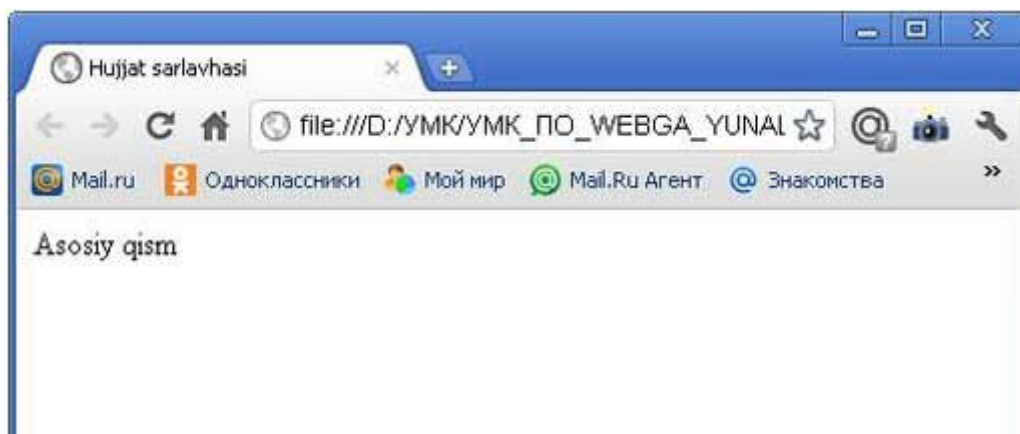 Hujjat sarlavhasi
file:///D:/УМК/УМК_ПО_WEBGA_YUNAL
Mail.ru Одноклассники Мой мир Mail.Ru Агент Знакомства »
Asosiy qism